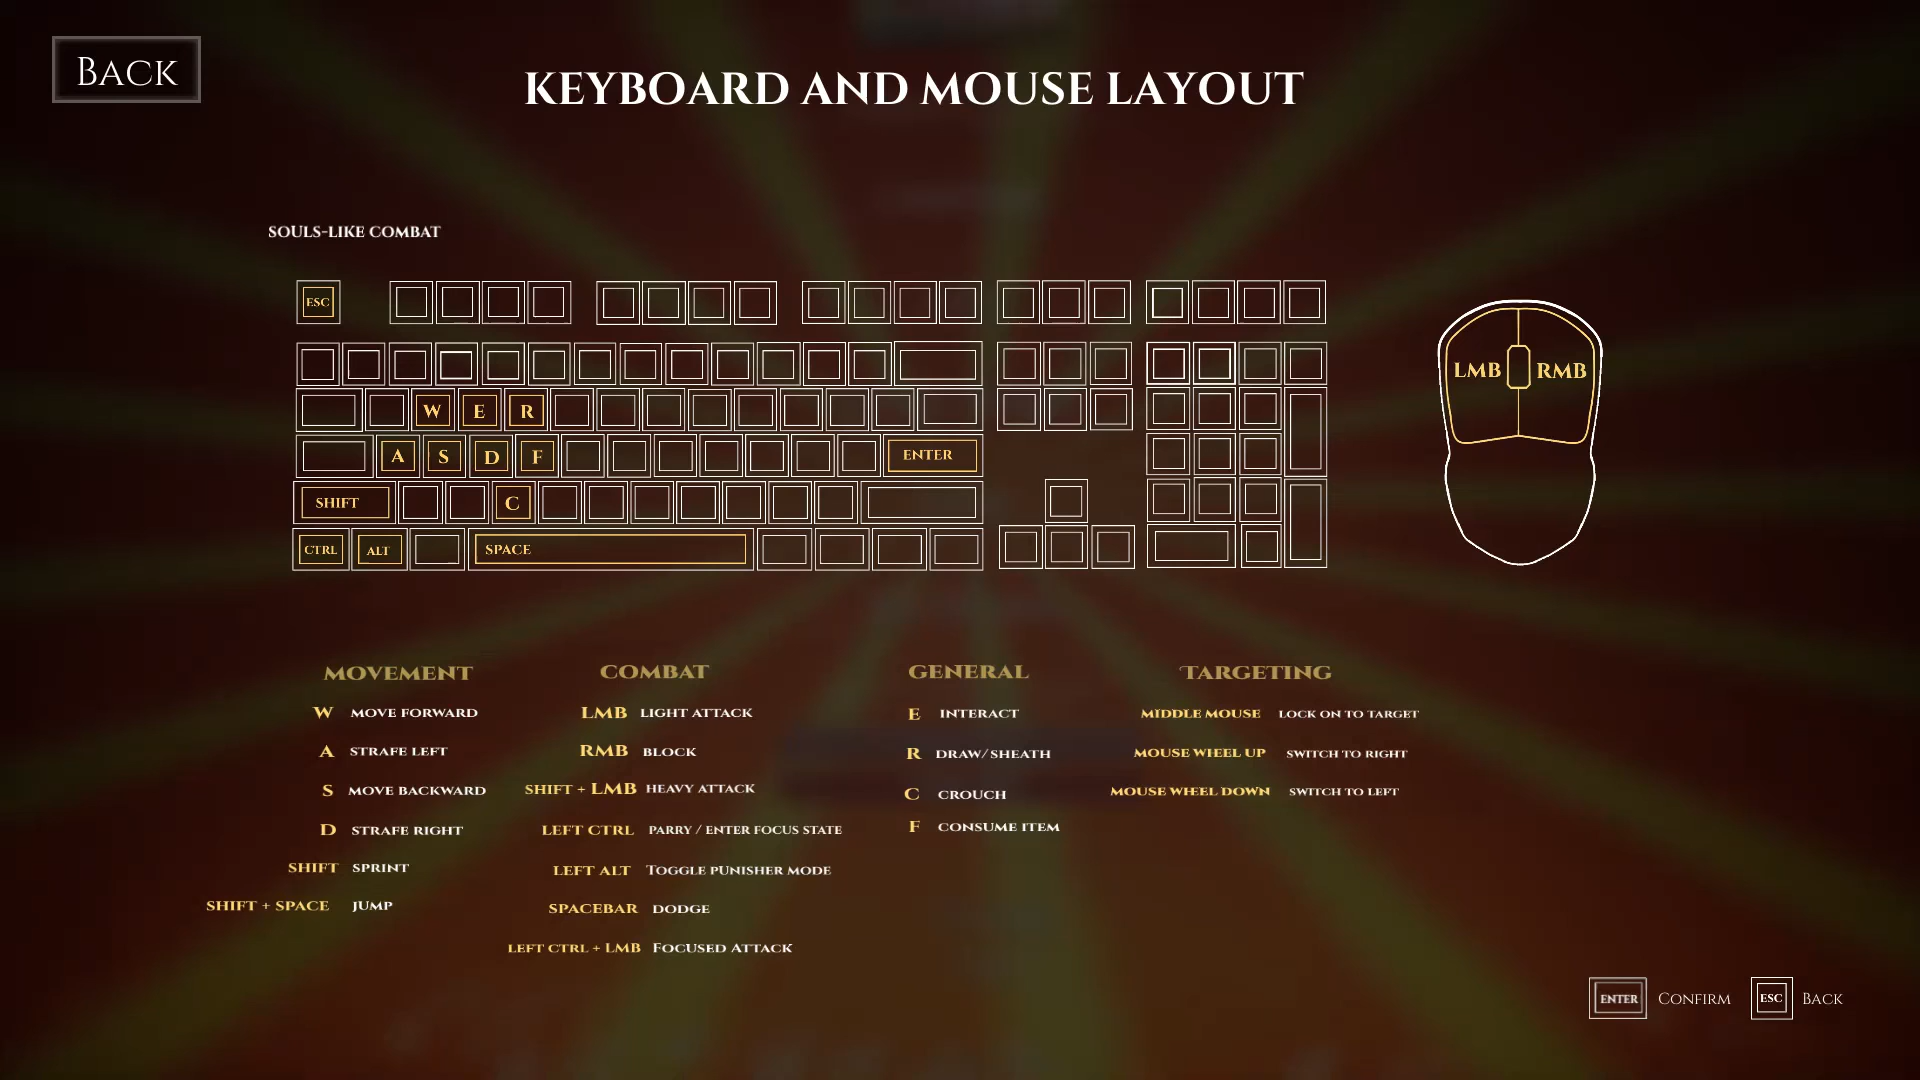 BACK
KEYBOARD AND MOUSE LAYOUT
SOULS-LIKE COMBAT
ESC
W E R
A S D F ENTER
SHIFT C
CTRL ALT SPACE
LMB RMB
MOVEMENT
W MOVE FORWARD
A STRAFE LEFT
S MOVE BACKWARD
D STRAFE RIGHT
SHIFT SPRINT
SHIFT + SPACE JUMP
COMBAT
LMB LIGHT ATTACK
RMB BLOCK
SHIFT + LMB HEAVY ATTACK
LEFT CTRL PARRY / ENTER FOCUS STATE
LEFT ALT TOGGLE PUNISHER MODE
SPACEBAR DODGE
LEFT CTRL + LMB FOCUSED ATTACK
GENERAL
E INTERACT
R DRAW/SHEATH
C CROUCH
F CONSUME ITEM
TARGETING
MIDDLE MOUSE LOCK ON TO TARGET
MOUSE WHEEL UP SWITCH TO RIGHT
MOUSE WHEEL DOWN SWITCH TO LEFT
ENTER CONFIRM ESC BACK